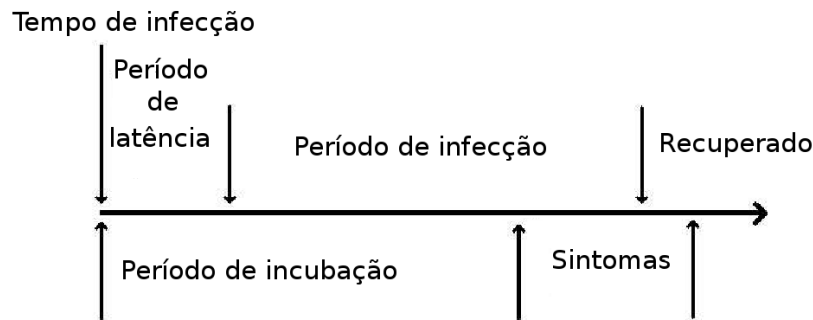 Tempo de infecção
Período
de
latência
Período de infecção
Recuperado
Período de incubação
Sintomas